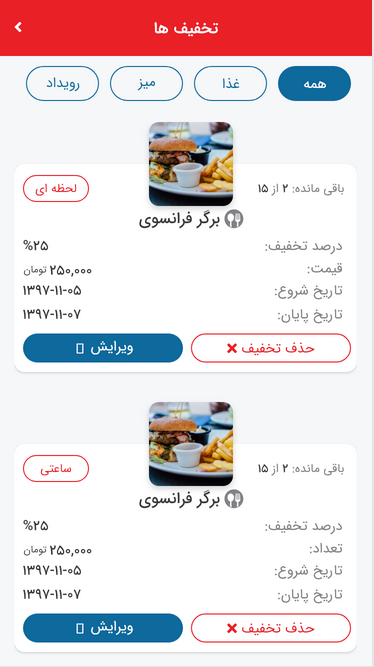 تخفیف ها
همه غذا میز رویداد
باقی مانده: ۲ از ۱۵ لحظه ای
برگر فرانسوی
درصد تخفیف: %۲۵
قیمت: ۲۵۰,۰۰۰ تومان
تاریخ شروع: ۱۳۹۷-۱۱-۰۵
تاریخ پایان: ۱۳۹۷-۱۱-۰۷
حذف تخفیف ویرایش
باقی مانده: ۲ از ۱۵ ساعتی
برگر فرانسوی
درصد تخفیف: %۲۵
تعداد: ۲۵۰,۰۰۰ تومان
تاریخ شروع: ۱۳۹۷-۱۱-۰۵
تاریخ پایان: ۱۳۹۷-۱۱-۰۷
حذف تخفیف ویرایش